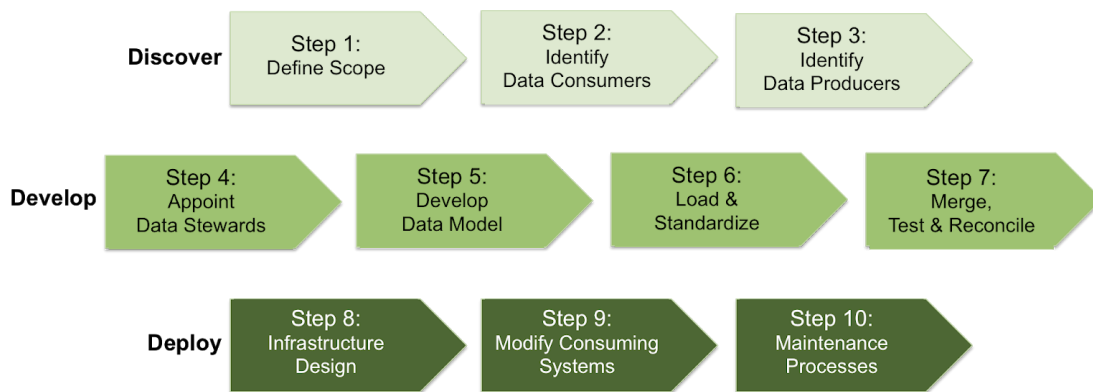 Discover
Step 1:
Define Scope
Step 2:
Identify
Data Consumers
Step 3:
Identify
Data Producers
Develop
Step 4:
Appoint
Data Stewards
Step 5:
Develop
Data Model
Step 6:
Load &
Standardize
Step 7:
Merge,
Test & Reconcile
Deploy
Step 8:
Infrastructure
Design
Step 9:
Modify Consuming
Systems
Step 10:
Maintenance
Processes